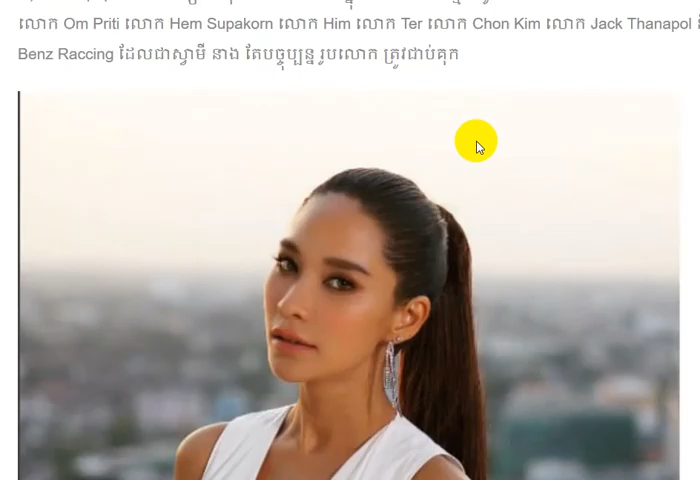 លោក Om Priti លោក Hem Supakorn លោក Him លោក Ter លោក Chon Kim លោក Jack Thanapol
Benz Raccing ដែលជាស្វាមី នាង តែបច្ចុប្បន្ន រូបលោក ត្រូវជាប់គុក